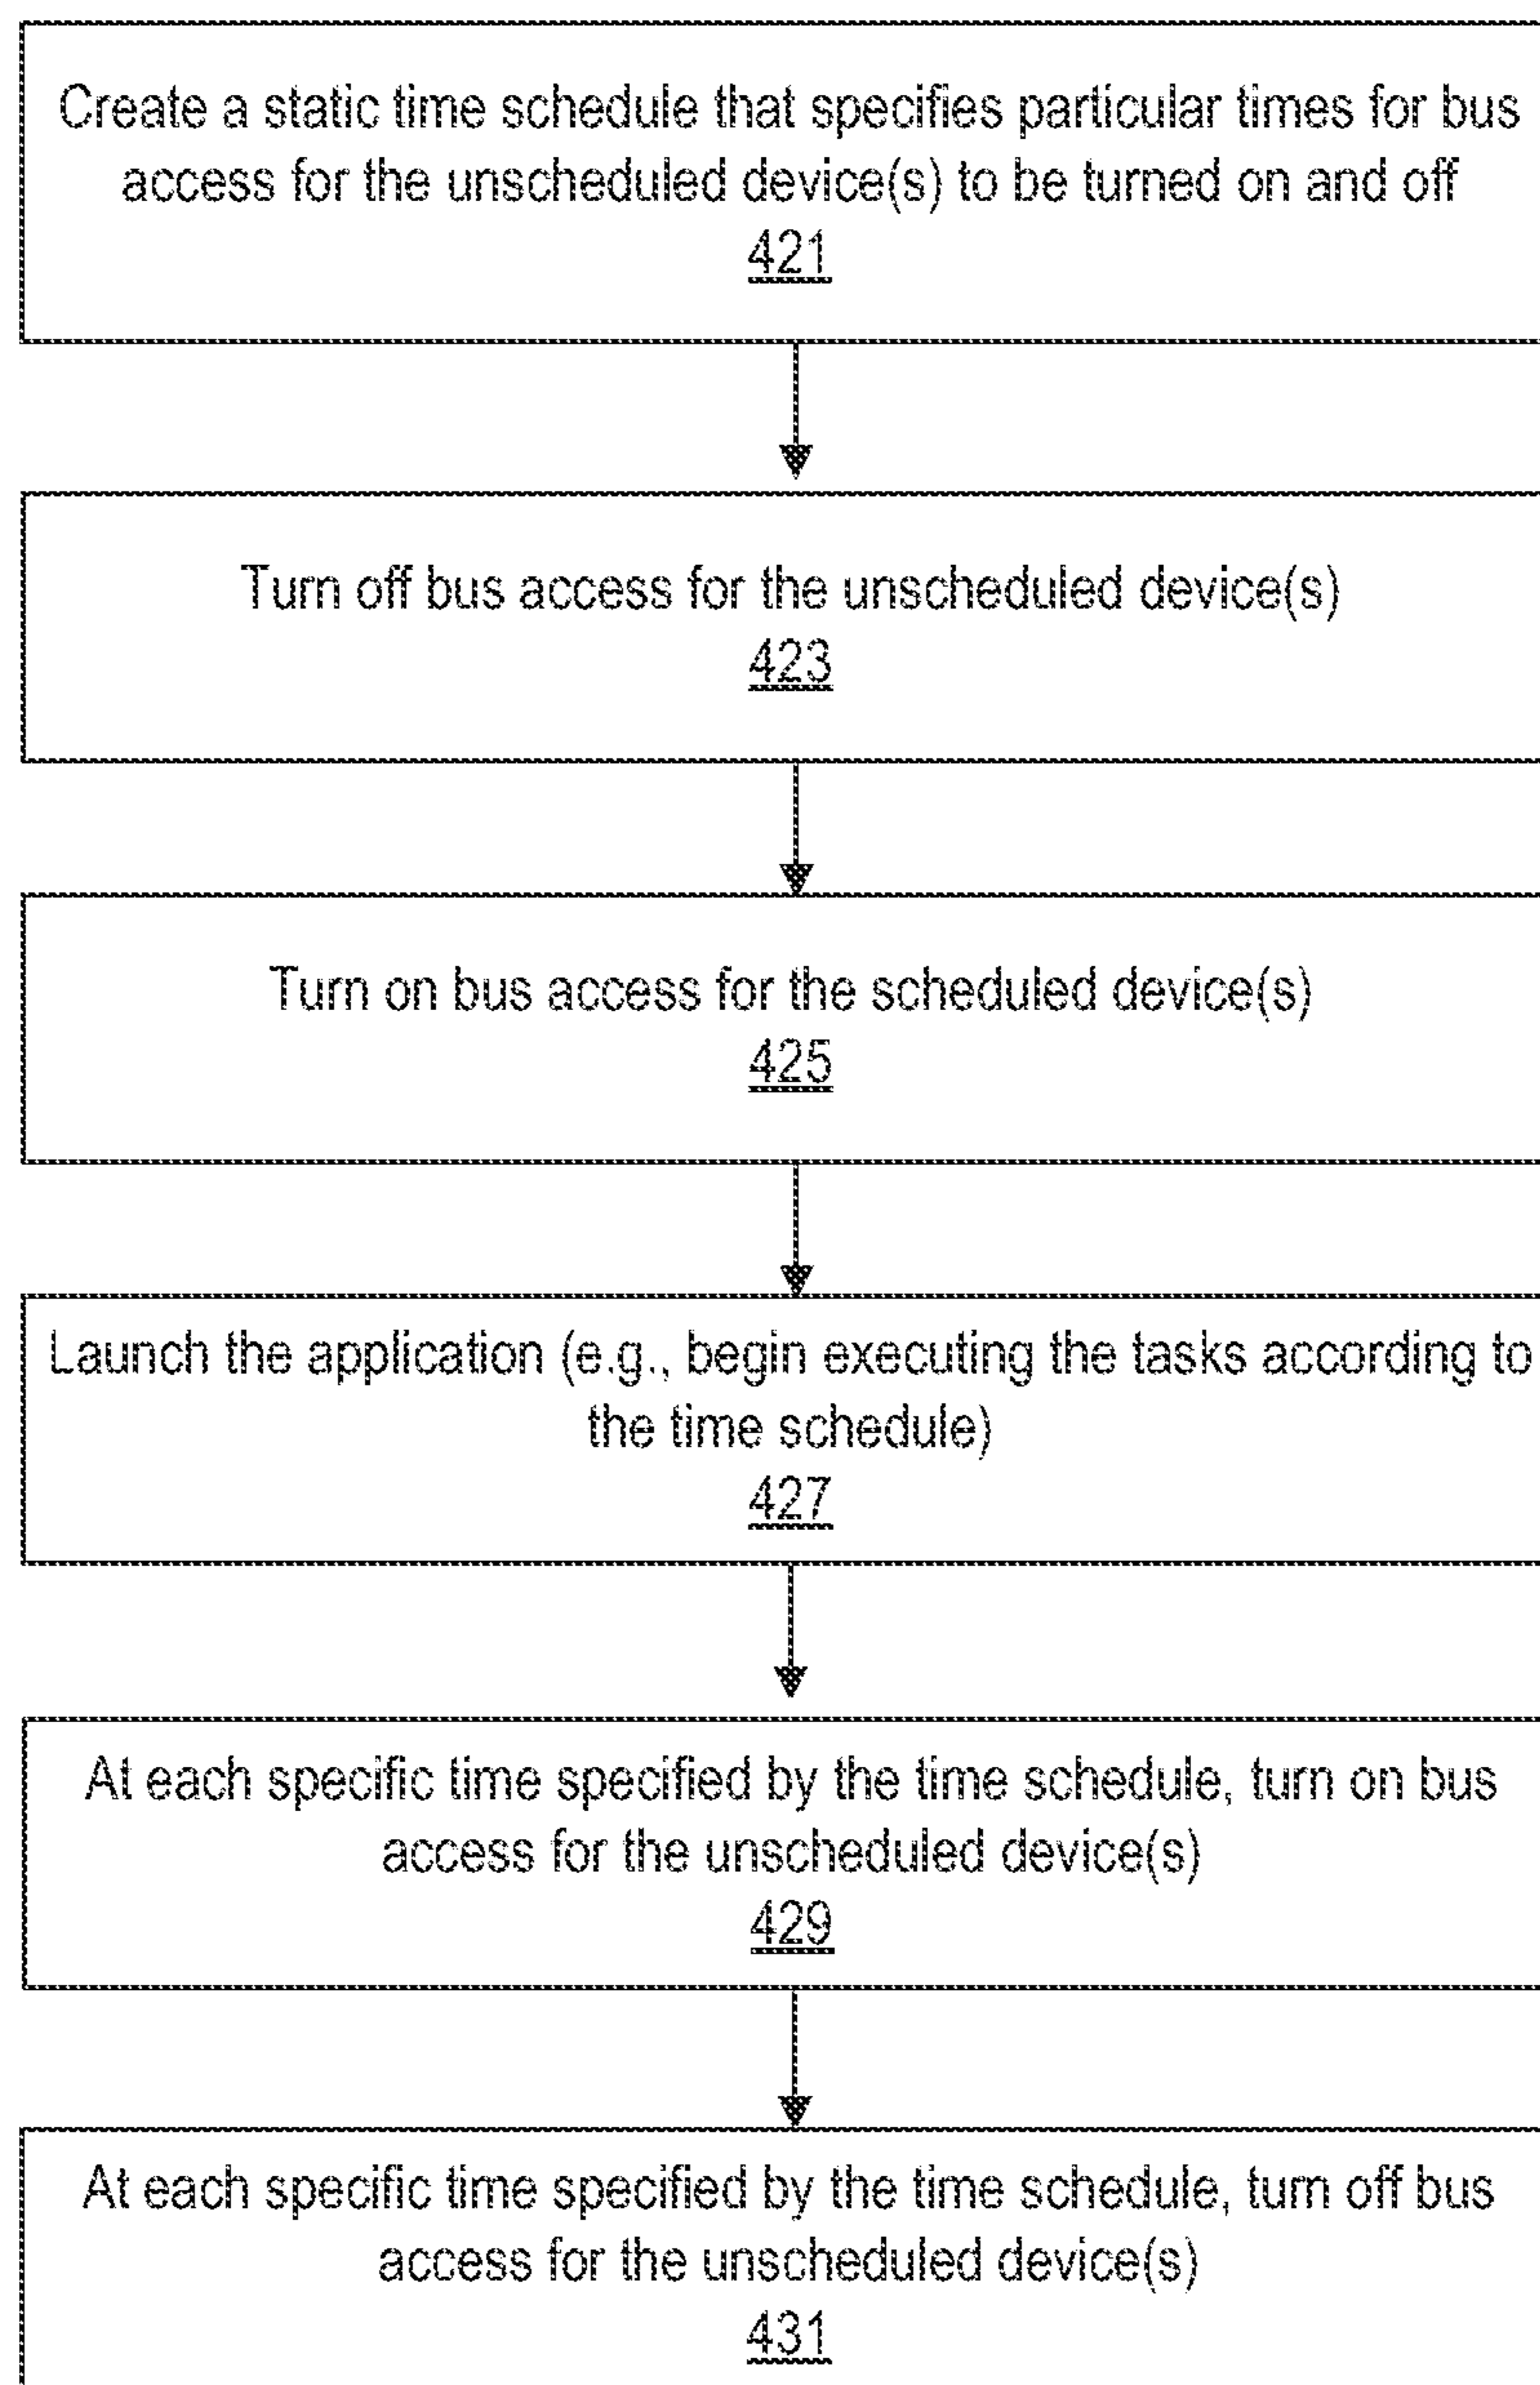 Create a static time schedule that specifies particular times for bus
access for the unscheduled device(s) to be turned on and off
421
Turn off bus access for the unscheduled device(s)
423
Turn on bus access for the scheduled device(s)
425
Launch the application (e.g., begin executing the tasks according to
the time schedule)
427
At each specific time specified by the time schedule, turn on bus
access for the unscheduled device(s)
429
At each specific time specified by the time schedule, turn off bus
access for the unscheduled device(s)
431